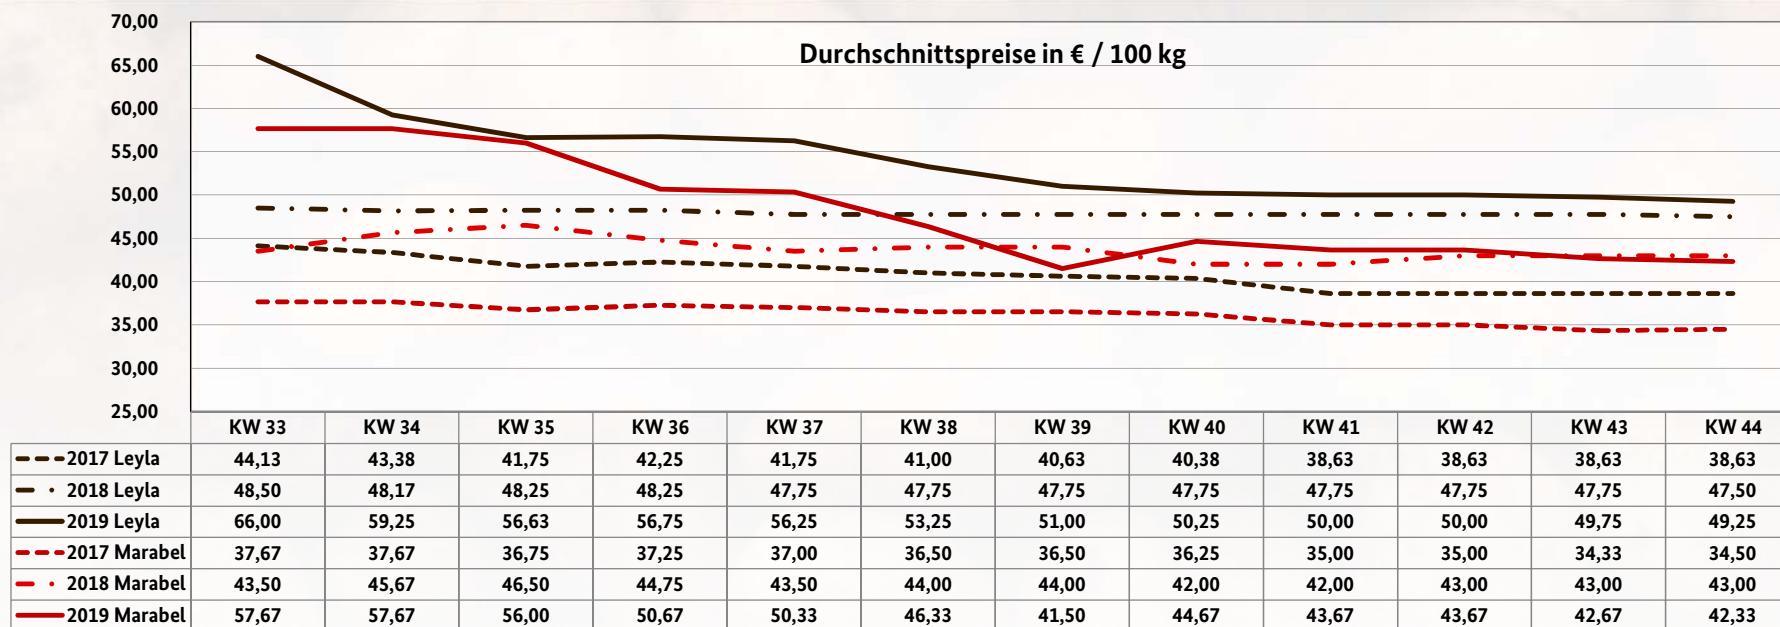 Durchschnittspreise in € / 100 kg
70,00
65,00
60,00
55,00
50,00
45,00
40,00
35,00
30,00
25,00
KW 33 KW 34 KW 35 KW 36 KW 37 KW 38 KW 39 KW 40 KW 41 KW 42 KW 43 KW 44
2017 Leyla 44,13 43,38 41,75 42,25 41,75 41,00 40,63 40,38 38,63 38,63 38,63 38,63
2018 Leyla 48,50 48,17 48,25 48,25 47,75 47,75 47,75 47,75 47,75 47,75 47,75 47,50
2019 Leyla 66,00 59,25 56,63 56,75 56,25 53,25 51,00 50,25 50,00 50,00 49,75 49,25
2017 Marabel 37,67 37,67 36,75 37,25 37,00 36,50 36,50 36,25 35,00 35,00 34,33 34,50
2018 Marabel 43,50 45,67 46,50 44,75 43,50 44,00 44,00 42,00 42,00 43,00 43,00 43,00
2019 Marabel 57,67 57,67 56,00 50,67 50,33 46,33 41,50 44,67 43,67 43,67 42,67 42,33